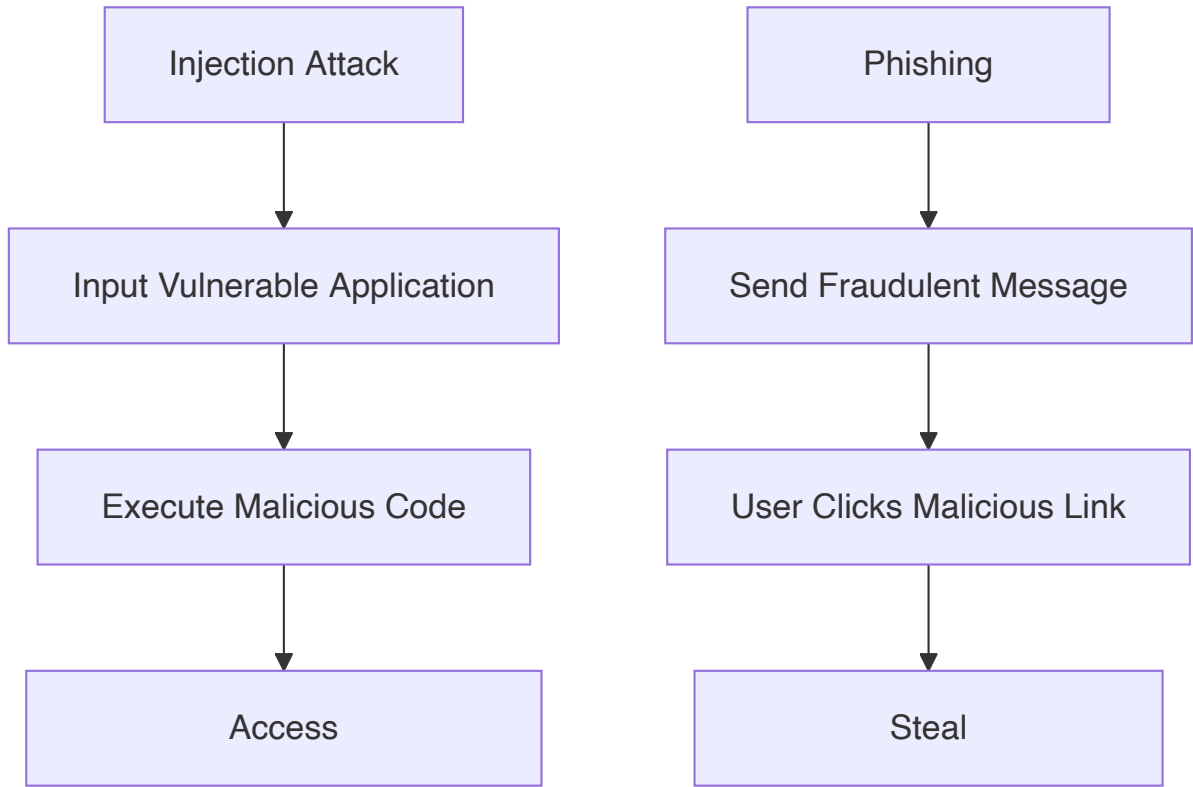 Injection Attack
Phishing
Input Vulnerable Application
Send Fraudulent Message
Execute Malicious Code
User Clicks Malicious Link
Access
Steal